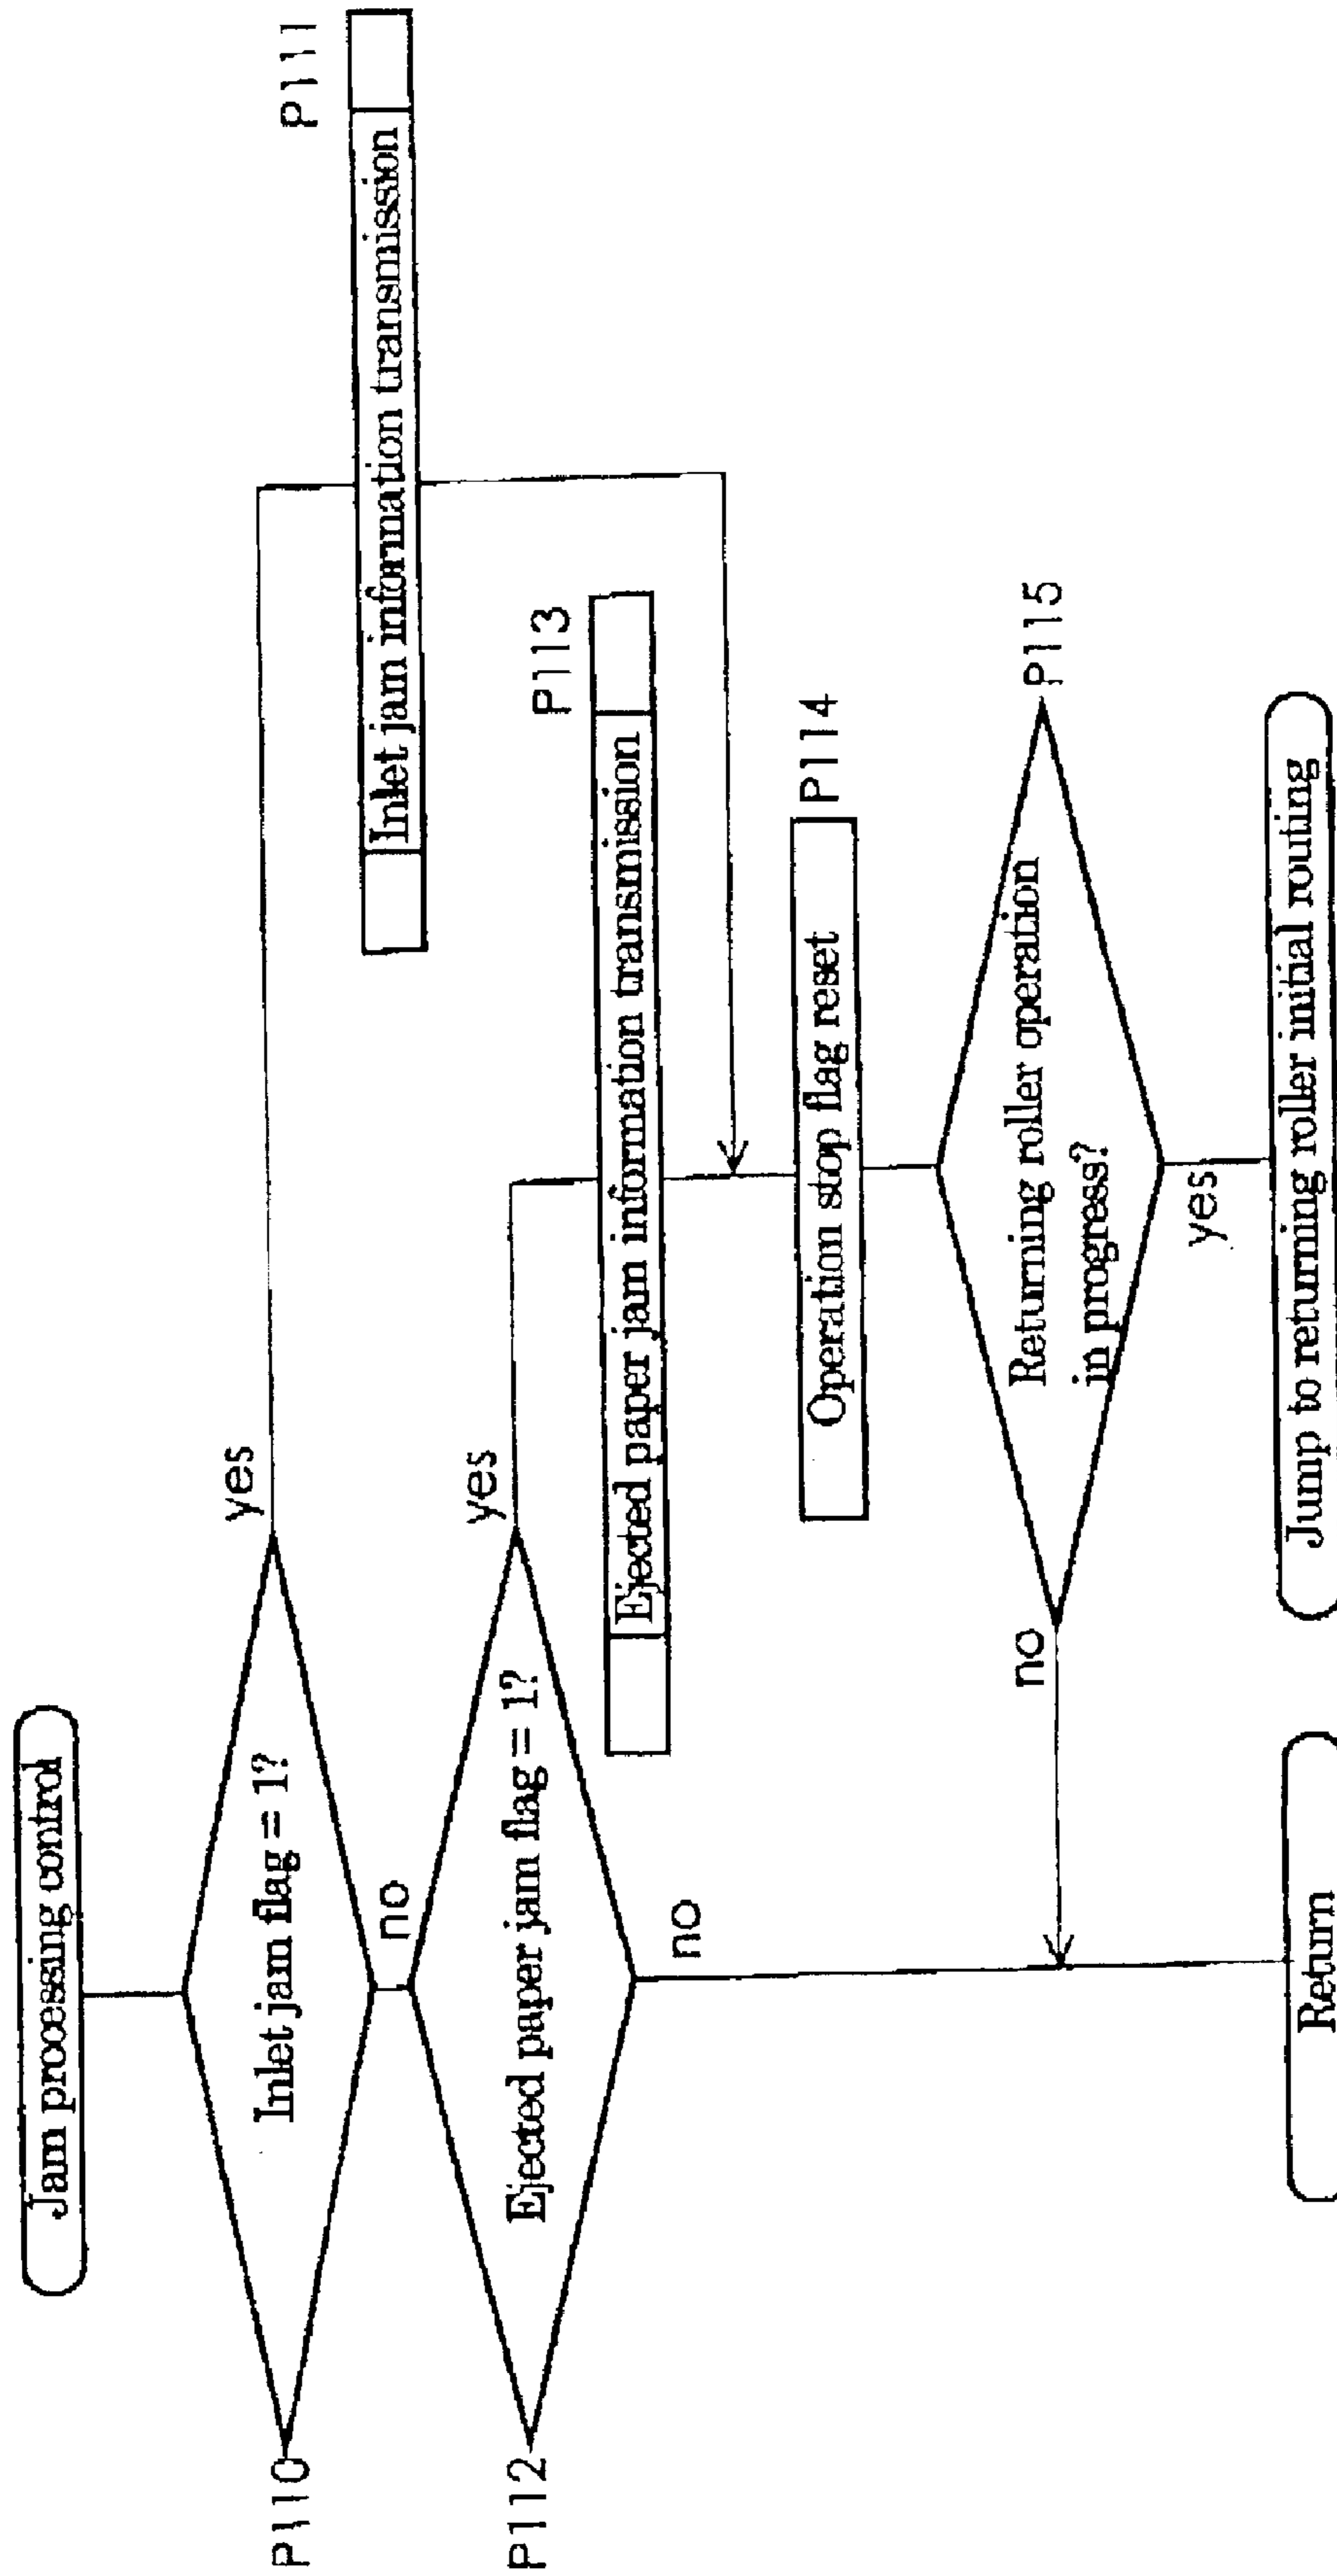 Jam processing control
P110
Inlet jam flag = 1?
yes
no
P111
Inlet jam information transmission
P112
Ejected paper jam flag = 1?
yes
no
P113
Ejected paper jam information transmission
Operation stop flag reset
P114
Returning roller operation
in progress?
P115
no
yes
Return
Jump to returning roller initial routing